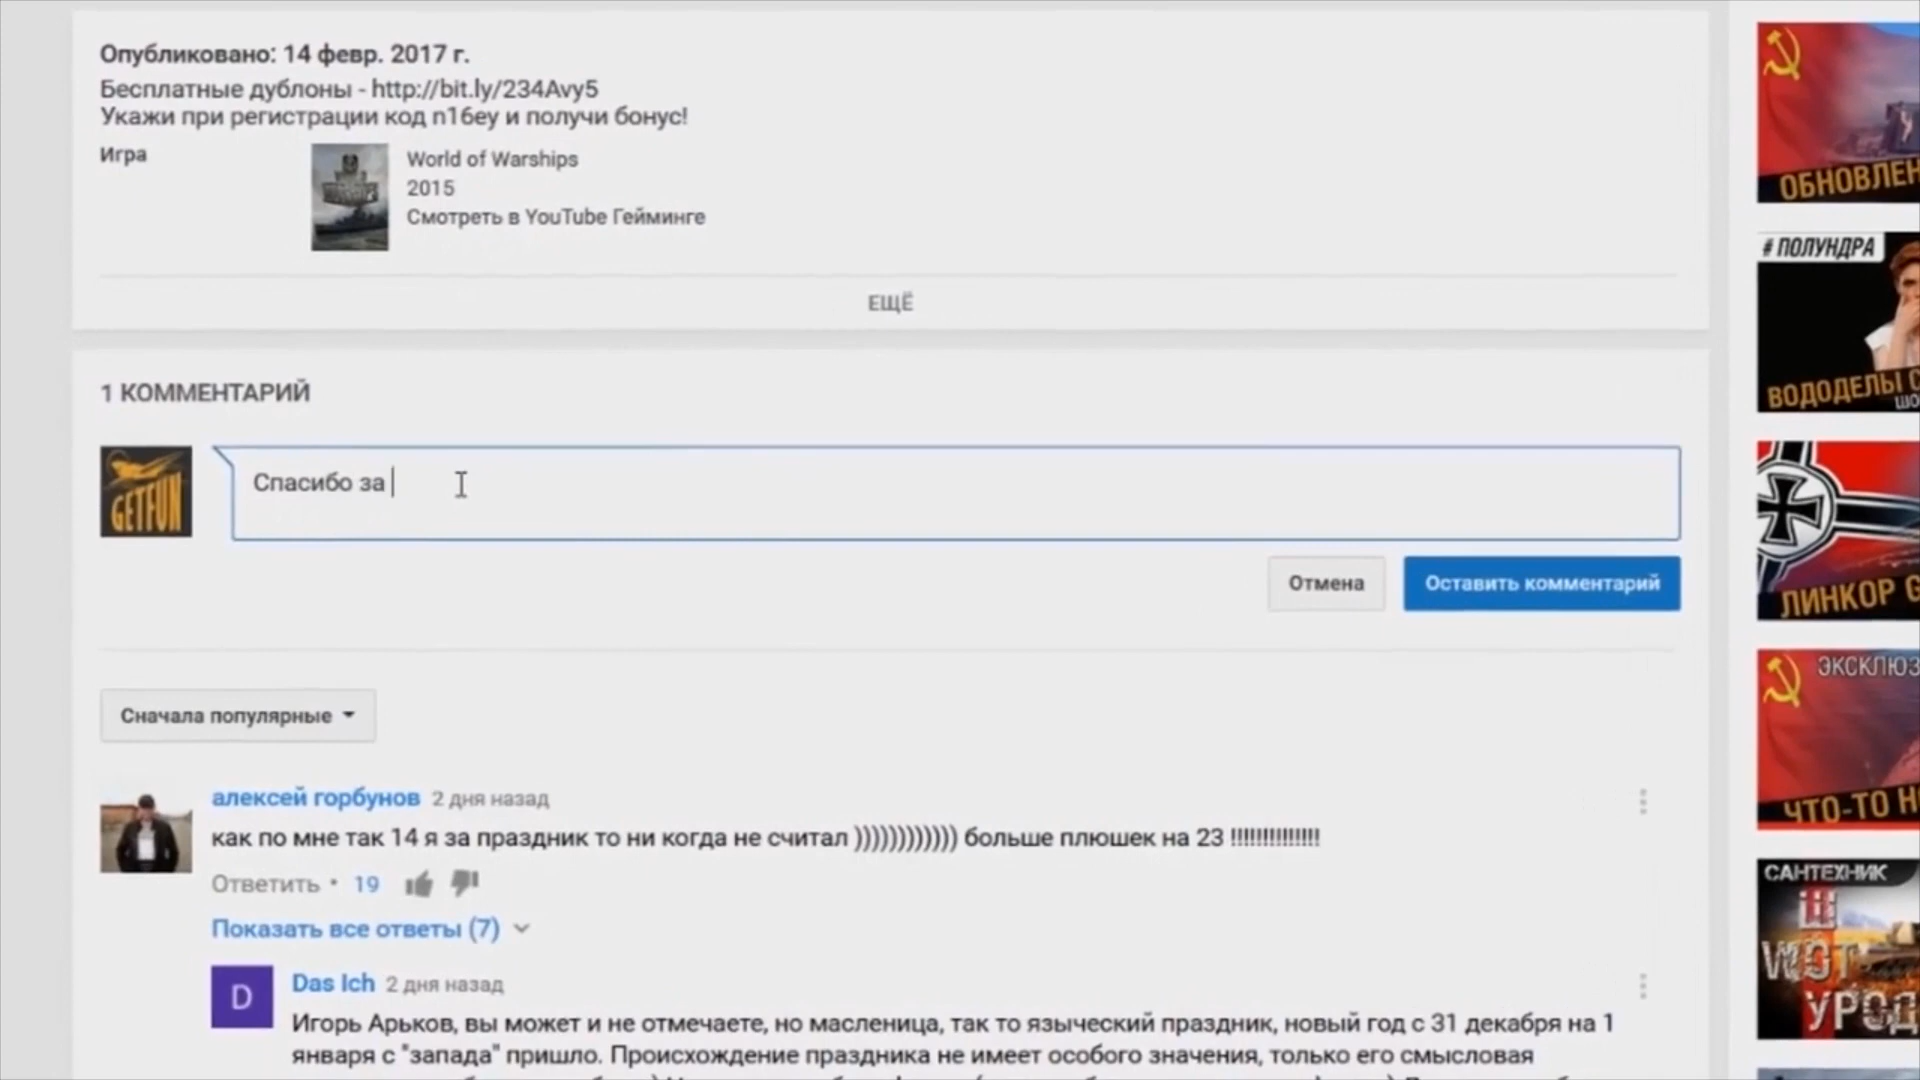 Опубликовано: 14 февр. 2017 г.
Бесплатные дублоны - http://bit.ly/234Avy5
Укажи при регистрации код n16ey и получи бонус!
Игра
World of Warships
2015
Смотреть в YouTube Гейминге
ЕЩЁ
1 КОММЕНТАРИЙ
GETFUN
Спасибо за
Отмена
Оставить комментарий
Сначала популярные
алексей горбунов 2 дня назад
как по мне так 14 я за праздник то ни когда не считал )))))))))))) больше плюшек на 23 !!!!!!!!!!!!!!
Ответить • 19
Показать все ответы (7)
D
Das Ich 2 дня назад
Игорь Арьков, вы может и не отмечаете, но масленица, так то языческий праздник, новый год с 31 декабря на 1
января с "запада" пришло. Происхождение праздника не имеет особого значения, только его смысловая
ОБНОВЛЕН
# ПОЛУНДРА
ВОДОДЕЛЫ С
ШО
ЛИНКОР G
ЭКСКЛЮЗ
ЧТО-ТО Н
САНТЕХНИК
Ш
WOT
УРОД